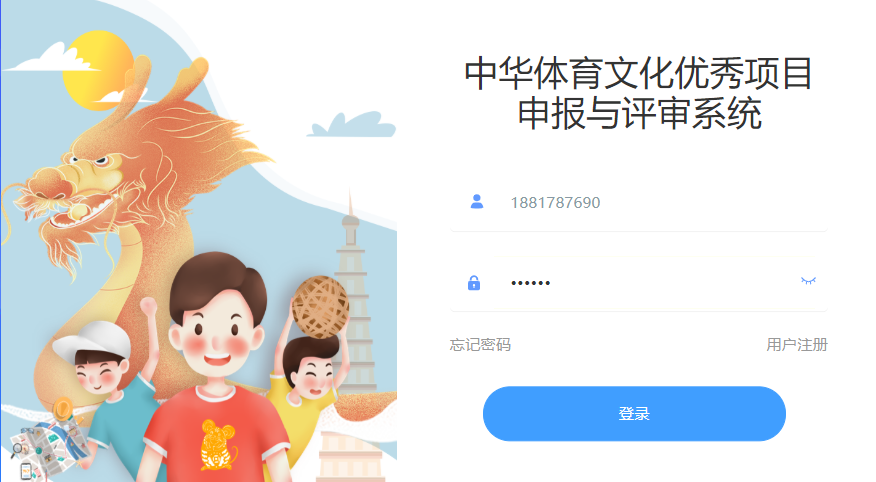 中华体育文化优秀项目
申报与评审系统
1881787690
••••••
忘记密码 用户注册
登录